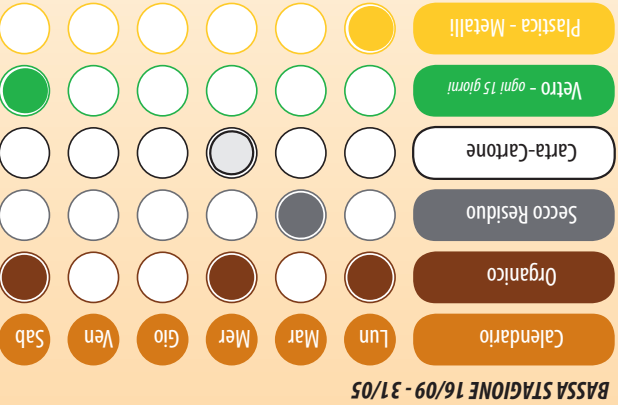 BASSA STAGIONE 16/09 - 31/05
Calendario Lun Mar Mer Gio Ven Sab
Organico
Secco Residuo
Carta-Cartone
Vetro - ogni 15 giorni
Plastica - Metalli